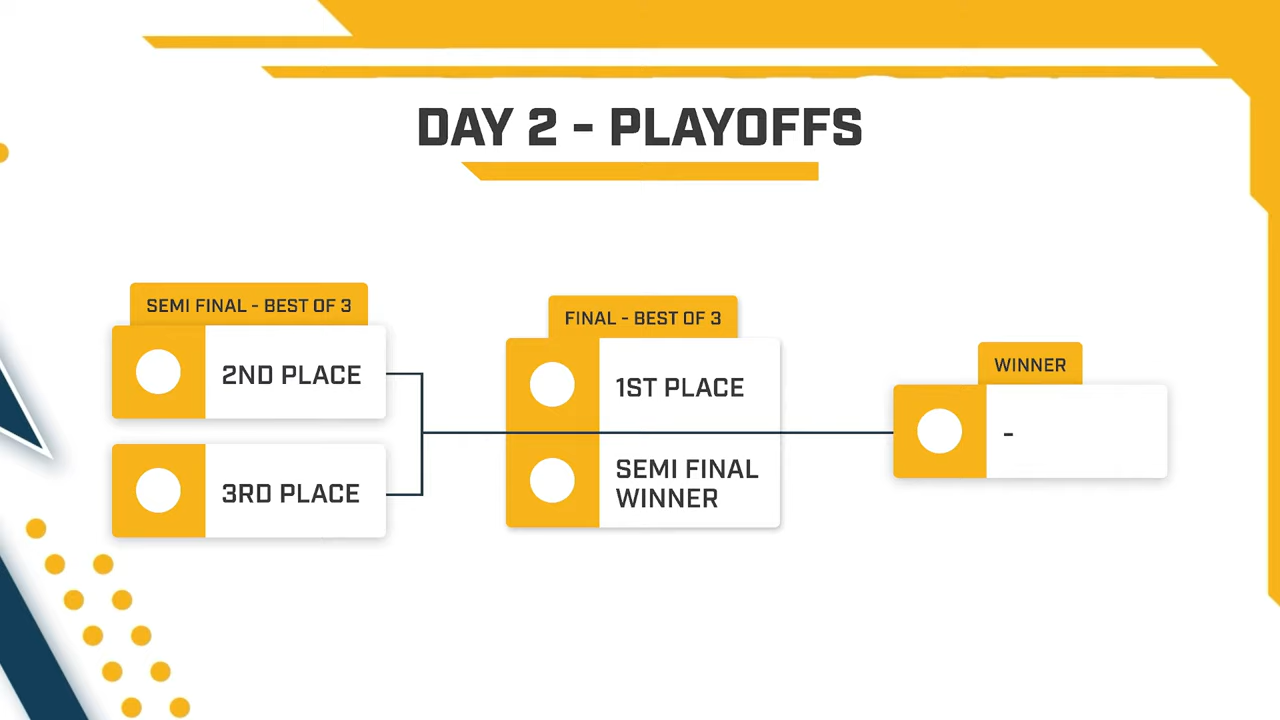 DAY 2 - PLAYOFFS
SEMI FINAL - BEST OF 3
2ND PLACE
3RD PLACE
FINAL - BEST OF 3
1ST PLACE
SEMI FINAL
WINNER
WINNER
-